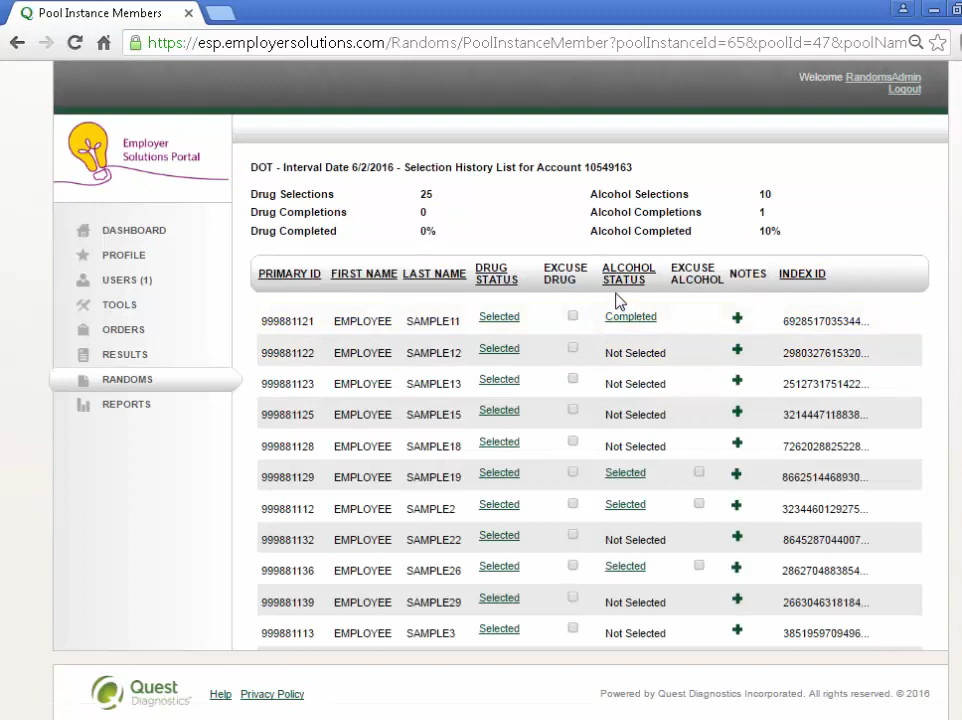 Pool Instance Members
https://esp.employersolutions.com/Randoms/PoolInstanceMember?poolInstanceId=65&poolId=47&poolNam
Welcome RandomsAdmin
Logout
Employer
Solutions Portal
DASHBOARD
PROFILE
USERS (1)
TOOLS
ORDERS
RESULTS
RANDOMS
REPORTS
DOT - Interval Date 6/2/2016 - Selection History List for Account 10549163
Drug Selections 25 Alcohol Selections 10
Drug Completions 0 Alcohol Completions 1
Drug Completed 0% Alcohol Completed 10%
PRIMARY ID FIRST NAME LAST NAME DRUG STATUS EXCUSE DRUG ALCOHOL STATUS EXCUSE ALCOHOL NOTES INDEX ID
999881121 EMPLOYEE SAMPLE11 Selected Completed 6928517035344...
999881122 EMPLOYEE SAMPLE12 Selected Not Selected 2980327615320...
999881123 EMPLOYEE SAMPLE13 Selected Not Selected 2512731751422...
999881125 EMPLOYEE SAMPLE15 Selected Not Selected 3214447118838...
999881128 EMPLOYEE SAMPLE18 Selected Not Selected 7262028825228...
999881129 EMPLOYEE SAMPLE19 Selected Selected 8662514468930...
999881112 EMPLOYEE SAMPLE2 Selected Selected 3234460129275...
999881132 EMPLOYEE SAMPLE22 Selected Not Selected 8645287044007...
999881136 EMPLOYEE SAMPLE26 Selected Selected 2862704883854...
999881139 EMPLOYEE SAMPLE29 Selected Not Selected 2663046318184...
999881113 EMPLOYEE SAMPLE3 Selected Not Selected 3851959709496...
Quest
Diagnostics
Help Privacy Policy
Powered by Quest Diagnostics Incorporated. All rights reserved. © 2016